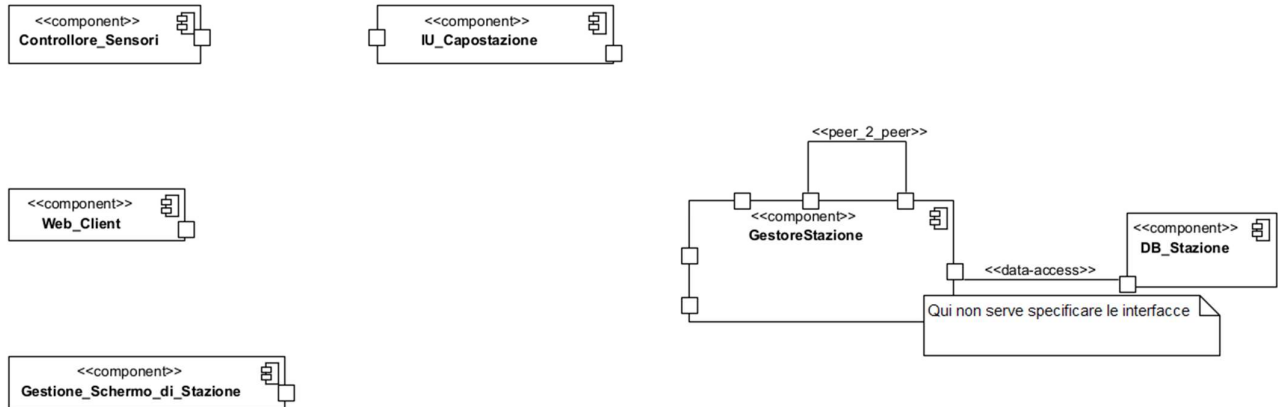 <<component>>
Controllore_Sensori
<<component>>
IU_Capostazione
<<peer_2_peer>>
<<component>>
Web_Client
<<component>>
GestoreStazione
<<component>>
DB_Stazione
<<data-access>>
Qui non serve specificare le interfacce
<<component>>
Gestione_Schermo_di_Stazione